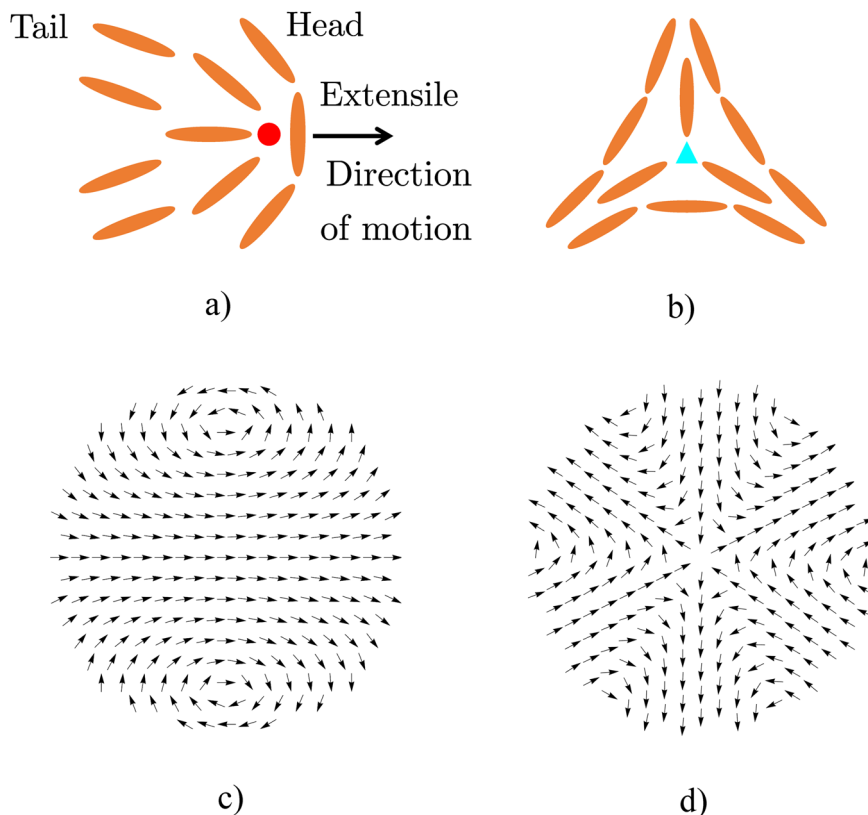 Tail
Head
Extensile
Direction
of motion
a)
b)
c)
d)